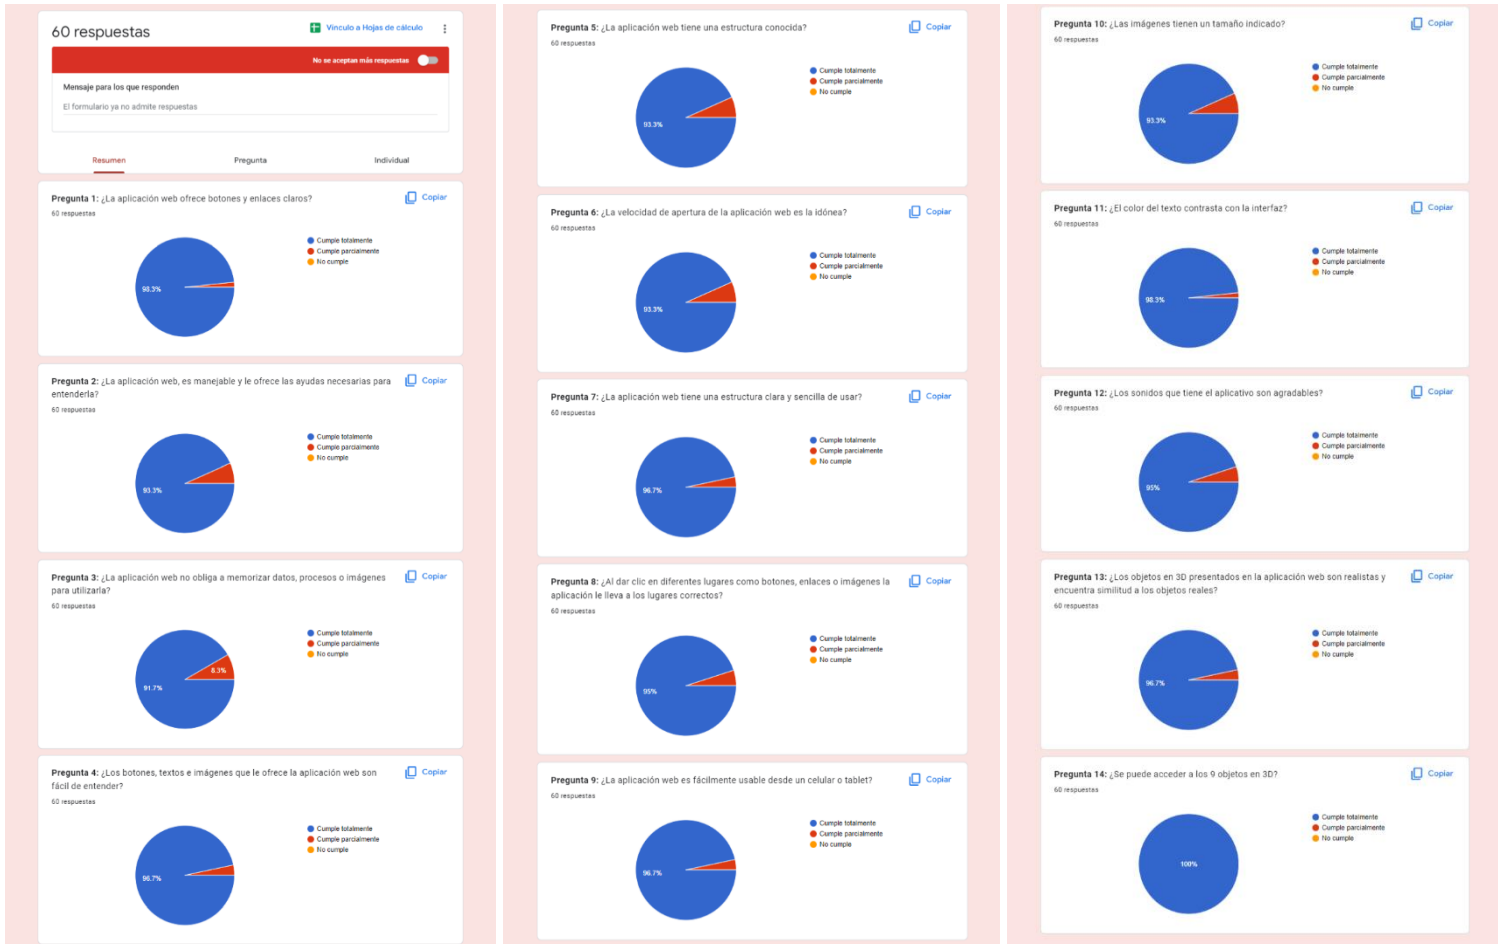 60 respuestas
Vínculo a Hojas de cálculo
No se aceptan más respuestas
Mensaje para los que responden
El formulario ya no admite respuestas
Resumen
Pregunta
Individual
Pregunta 1: ¿La aplicación web ofrece botones y enlaces claros?
Copiar
60 respuestas
Cumple totalmente
Cumple parcialmente
No cumple
98.3%
Pregunta 2: ¿La aplicación web, es manejable y le ofrece las ayudas necesarias para
entenderla?
Copiar
60 respuestas
Cumple totalmente
Cumple parcialmente
No cumple
93.3%
Pregunta 3: ¿La aplicación web no obliga a memorizar datos, procesos o imágenes
para utilizarla?
Copiar
60 respuestas
Cumple totalmente
Cumple parcialmente
No cumple
8.3%
91.7%
Pregunta 4: ¿Los botones, textos e imágenes que le ofrece la aplicación web son
fácil de entender?
Copiar
60 respuestas
Cumple totalmente
Cumple parcialmente
No cumple
96.7%
Pregunta 5: ¿La aplicación web tiene una estructura conocida?
Copiar
60 respuestas
Cumple totalmente
Cumple parcialmente
No cumple
93.3%
Pregunta 6: ¿La velocidad de apertura de la aplicación web es la idónea?
Copiar
60 respuestas
Cumple totalmente
Cumple parcialmente
No cumple
93.3%
Pregunta 7: ¿La aplicación web tiene una estructura clara y sencilla de usar?
Copiar
60 respuestas
Cumple totalmente
Cumple parcialmente
No cumple
96.7%
Pregunta 8: ¿Al dar clic en diferentes lugares como botones, enlaces o imágenes la
aplicación le lleva a los lugares correctos?
Copiar
60 respuestas
Cumple totalmente
Cumple parcialmente
No cumple
95%
Pregunta 9: ¿La aplicación web es fácilmente usable desde un celular o tablet?
Copiar
60 respuestas
Cumple totalmente
Cumple parcialmente
No cumple
96.7%
Pregunta 10: ¿Las imágenes tienen un tamaño indicado?
Copiar
60 respuestas
Cumple totalmente
Cumple parcialmente
No cumple
93.3%
Pregunta 11: ¿El color del texto contrasta con la interfaz?
Copiar
60 respuestas
Cumple totalmente
Cumple parcialmente
No cumple
98.3%
Pregunta 12: ¿Los sonidos que tiene el aplicativo son agradables?
Copiar
60 respuestas
Cumple totalmente
Cumple parcialmente
No cumple
95%
Pregunta 13: ¿Los objetos en 3D presentados en la aplicación web son realistas y
encuentra similitud a los objetos reales?
Copiar
60 respuestas
Cumple totalmente
Cumple parcialmente
No cumple
96.7%
Pregunta 14: ¿Se puede acceder a los 9 objetos en 3D?
Copiar
60 respuestas
Cumple totalmente
Cumple parcialmente
No cumple
100%